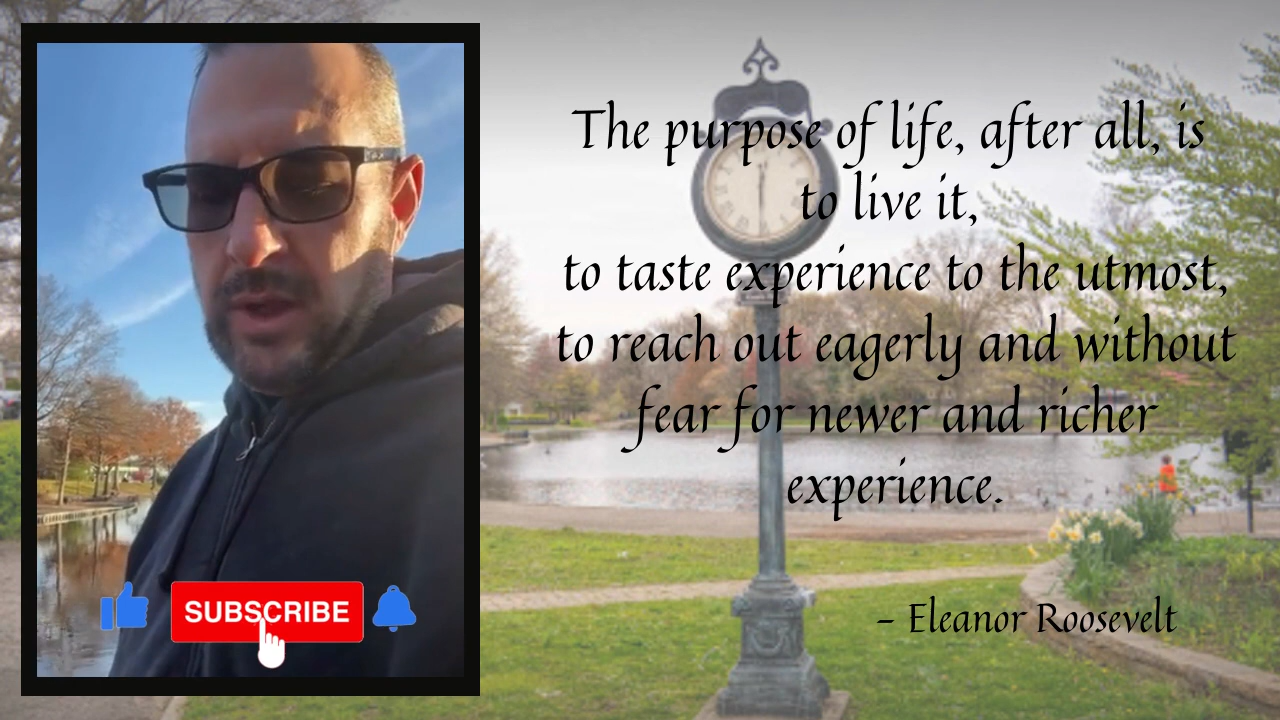 The purpose of life, after all, is
to live it,
to taste experience to the utmost,
to reach out eagerly and without
fear for newer and richer
experience.
– Eleanor Roosevelt
SUBSCRIBE